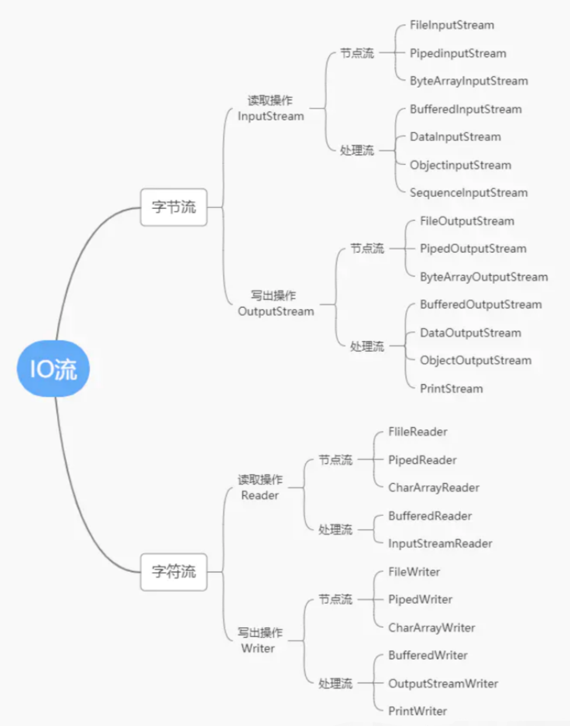 IO流
字节流
读取操作
InputStream
节点流
FileInputStream
PipedinputStream
ByteArrayInputStream
处理流
BufferedInputStream
DataInputStream
ObjectinputStream
SequenceInputStream
写出操作
OutputStream
节点流
FileOutputStream
PipedOutputStream
ByteArrayOutputStream
处理流
BufferedOutputStream
DataOutputStream
ObjectOutputStream
PrintStream
字符流
读取操作
Reader
节点流
FlileReader
PipedReader
CharArrayReader
处理流
BufferedReader
InputStreamReader
写出操作
Writer
节点流
FileWriter
PipedWriter
CharArrayWriter
处理流
BufferedWriter
OutputStreamWriter
PrintWriter